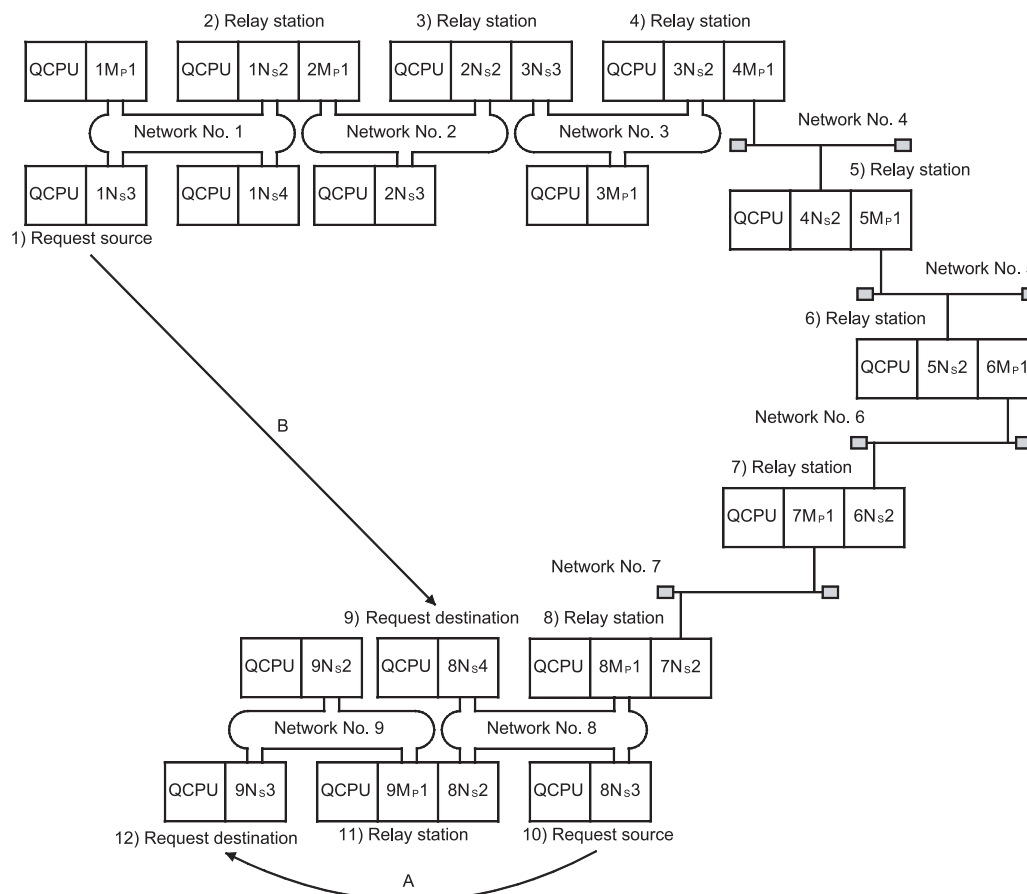 2) Relay station
3) Relay station
4) Relay station
QCPU 1MP1
QCPU 1NS2 2MP1
QCPU 2NS2 3NS3
QCPU 3NS2 4MP1
Network No. 1
Network No. 2
Network No. 3
Network No. 4
QCPU 1NS3
QCPU 1NS4
QCPU 2NS3
QCPU 3MP1
5) Relay station
QCPU 4NS2 5MP1
1) Request source
Network No.
6) Relay station
QCPU 5NS2 6MP1
B
Network No. 6
7) Relay station
QCPU 7MP1 6NS2
Network No. 7
9) Request destination
8) Relay station
QCPU 9NS2
QCPU 8NS4
QCPU 8MP1 7NS2
Network No. 9
Network No. 8
QCPU 9NS3
QCPU 9MP1 8NS2
QCPU 8NS3
12) Request destination
11) Relay station
10) Request source
A